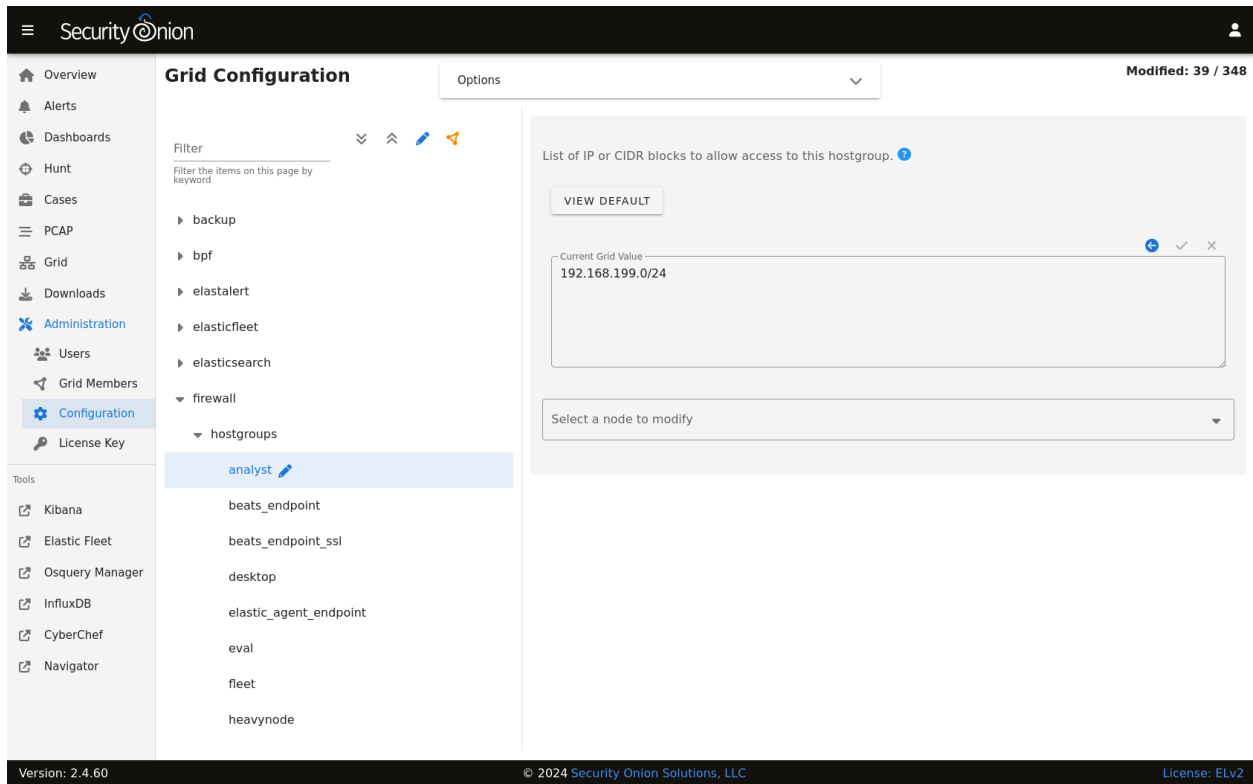 Security Onion
Overview
Alerts
Dashboards
Hunt
Cases
PCAP
Grid
Downloads
Administration
Users
Grid Members
Configuration
License Key
Tools
Kibana
Elastic Fleet
Osquery Manager
InfluxDB
CyberChef
Navigator
Grid Configuration
Options
Modified: 39 / 348
Filter
Filter the items on this page by
keyword
backup
bpf
elastalert
elasticfleet
elasticsearch
firewall
hostgroups
analyst
beats_endpoint
beats_endpoint_ssl
desktop
elastic_agent_endpoint
eval
fleet
heavynode
List of IP or CIDR blocks to allow access to this hostgroup. ?
VIEW DEFAULT
Current Grid Value
192.168.199.0/24
Select a node to modify
Version: 2.4.60
© 2024 Security Onion Solutions, LLC
License: ELv2